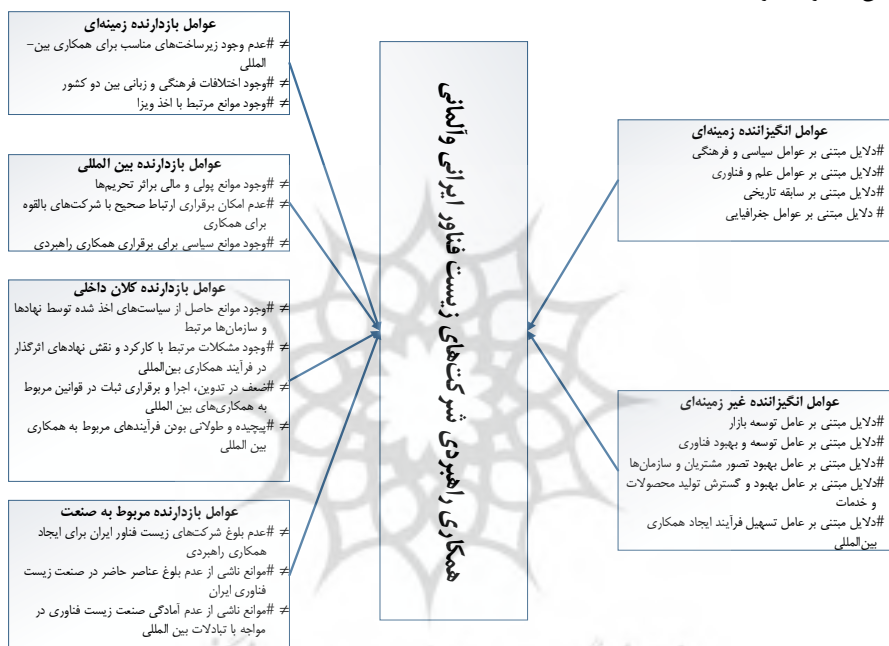 عوامل بازدارنده زمینه‌ای
≠ #عدم وجود زیرساخت‌های مناسب برای همکاری بین-
المللی
≠ #وجود اختلافات فرهنگی و زبانی بین دو کشور
≠ #وجود موانع مرتبط با اخذ ویزا
عوامل بازدارنده بین المللی
≠ #وجود موانع پولی و مالی براثر تحریم‌ها
≠ #عدم امکان برقراری ارتباط صحیح با شرکت‌های بالقوه
برای همکاری
≠ #وجود موانع سیاسی برای برقراری همکاری راهبردی
عوامل بازدارنده کلان داخلی
≠ #وجود موانع حاصل از سیاست‌های اخذ شده توسط نهادها
و سازمان‌ها مرتبط
≠ #وجود مشکلات مرتبط با کارکرد و نقش نهادهای اثرگذار
در فرآیند همکاری بین‌المللی
≠ #ضعف در تدوین، اجرا و برقراری ثبات در قوانین مربوط
به همکاری‌های بین المللی
≠ #پیچیده و طولانی بودن فرآیندهای مربوط به همکاری
بین المللی
عوامل بازدارنده مربوط به صنعت
≠ #عدم بلوغ شرکت‌های زیست فناور ایران برای ایجاد
همکاری راهبردی
≠ #موانع ناشی از عدم بلوغ عناصر حاضر در صنعت زیست
فناوری ایران
≠ #موانع ناشی از عدم آمادگی صنعت زیست فناوری در
مواجه با تبادلات بین المللی
همکاری راهبردی شرکت‌های زیست فناور ایرانی وآلمانی
عوامل انگیزاننده زمینه‌ای
#دلایل مبتنی بر عوامل سیاسی و فرهنگی
#دلایل مبتنی بر عوامل علم و فناوری
#دلایل مبتنی بر سابقه تاریخی
# دلایل مبتنی بر عوامل جغرافیایی
عوامل انگیزاننده غیر زمینه‌ای
#دلایل مبتنی بر عامل توسعه بازار
#دلایل مبتنی بر عامل توسعه و بهبود فناوری
#دلایل مبتنی بر عامل بهبود تصور مشتریان و سازمان‌ها
#دلایل مبتنی بر عامل بهبود و گسترش تولید محصولات
و خدمات
#دلایل مبتنی بر عامل تسهیل فرآیند ایجاد همکاری
بین‌المللی